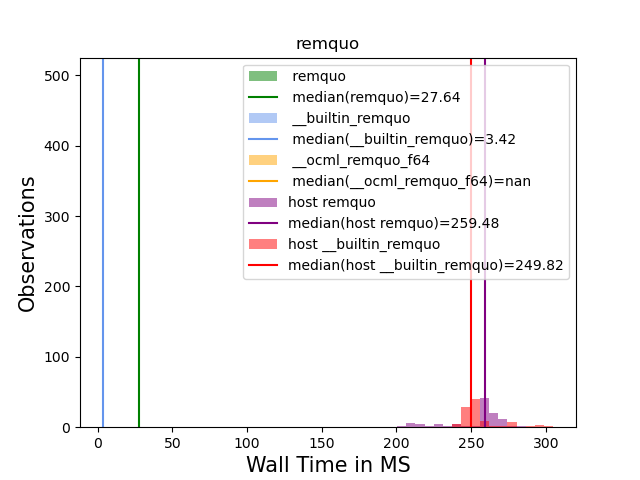 remquo
Observations
500
400
300
200
100
0
remquo
median(remquo)=27.64
__builtin_remquo
median(__builtin_remquo)=3.42
__ocml_remquo_f64
median(__ocml_remquo_f64)=nan
host remquo
median(host remquo)=259.48
host __builtin_remquo
median(host __builtin_remquo)=249.82
0 50 100 150 200 250 300
Wall Time in MS